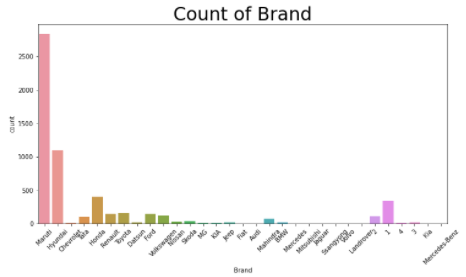 Count of Brand
2500
2000
1500
1000
500
0
count
Maruti
Hyundai
Chevrolet
Tata
Honda
Renault
Toyota
Datsun
Ford
Volkswagen
Nissan
Skoda
MG
KIA
Jeep
Fiat
Audi
Mahindra
BMW
Mercedes
Mitsubishi
Jaguar
Ssangyong
Volvo
Landrover
2
1
4
3
Kia
Mercedes-Benz
Brand